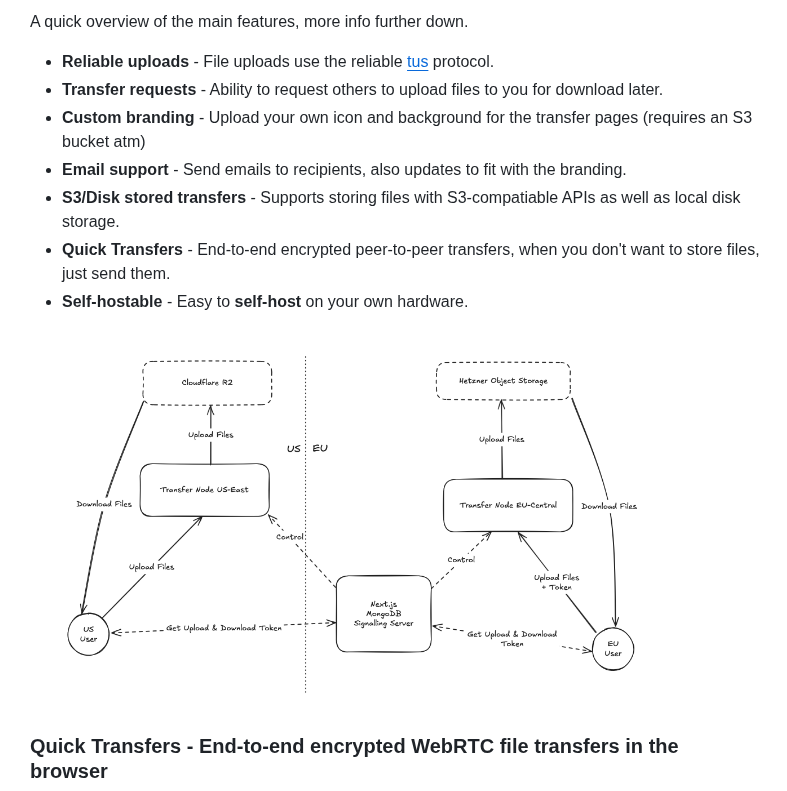 A quick overview of the main features, more info further down.
Reliable uploads - File uploads use the reliable tus protocol.
Transfer requests - Ability to request others to upload files to you for download later.
Custom branding - Upload your own icon and background for the transfer pages (requires an S3
bucket atm)
Email support - Send emails to recipients, also updates to fit with the branding.
S3/Disk stored transfers - Supports storing files with S3-compatiable APIs as well as local disk
storage.
Quick Transfers - End-to-end encrypted peer-to-peer transfers, when you don't want to store files,
just send them.
Self-hostable - Easy to self-host on your own hardware.
Cloudflare R2
Hetzner Object Storage
Upload Files
Upload Files
US
EU
Transfer Node US-East
Transfer Node EU-Central
Download Files
Download Files
Control
Control
Upload Files
Upload Files
+ Token
Next.js
MongoDB
Signalling Server
US
User
Get Upload & Download Token
Get Upload & Download
Token
EU
User
Quick Transfers - End-to-end encrypted WebRTC file transfers in the
browser